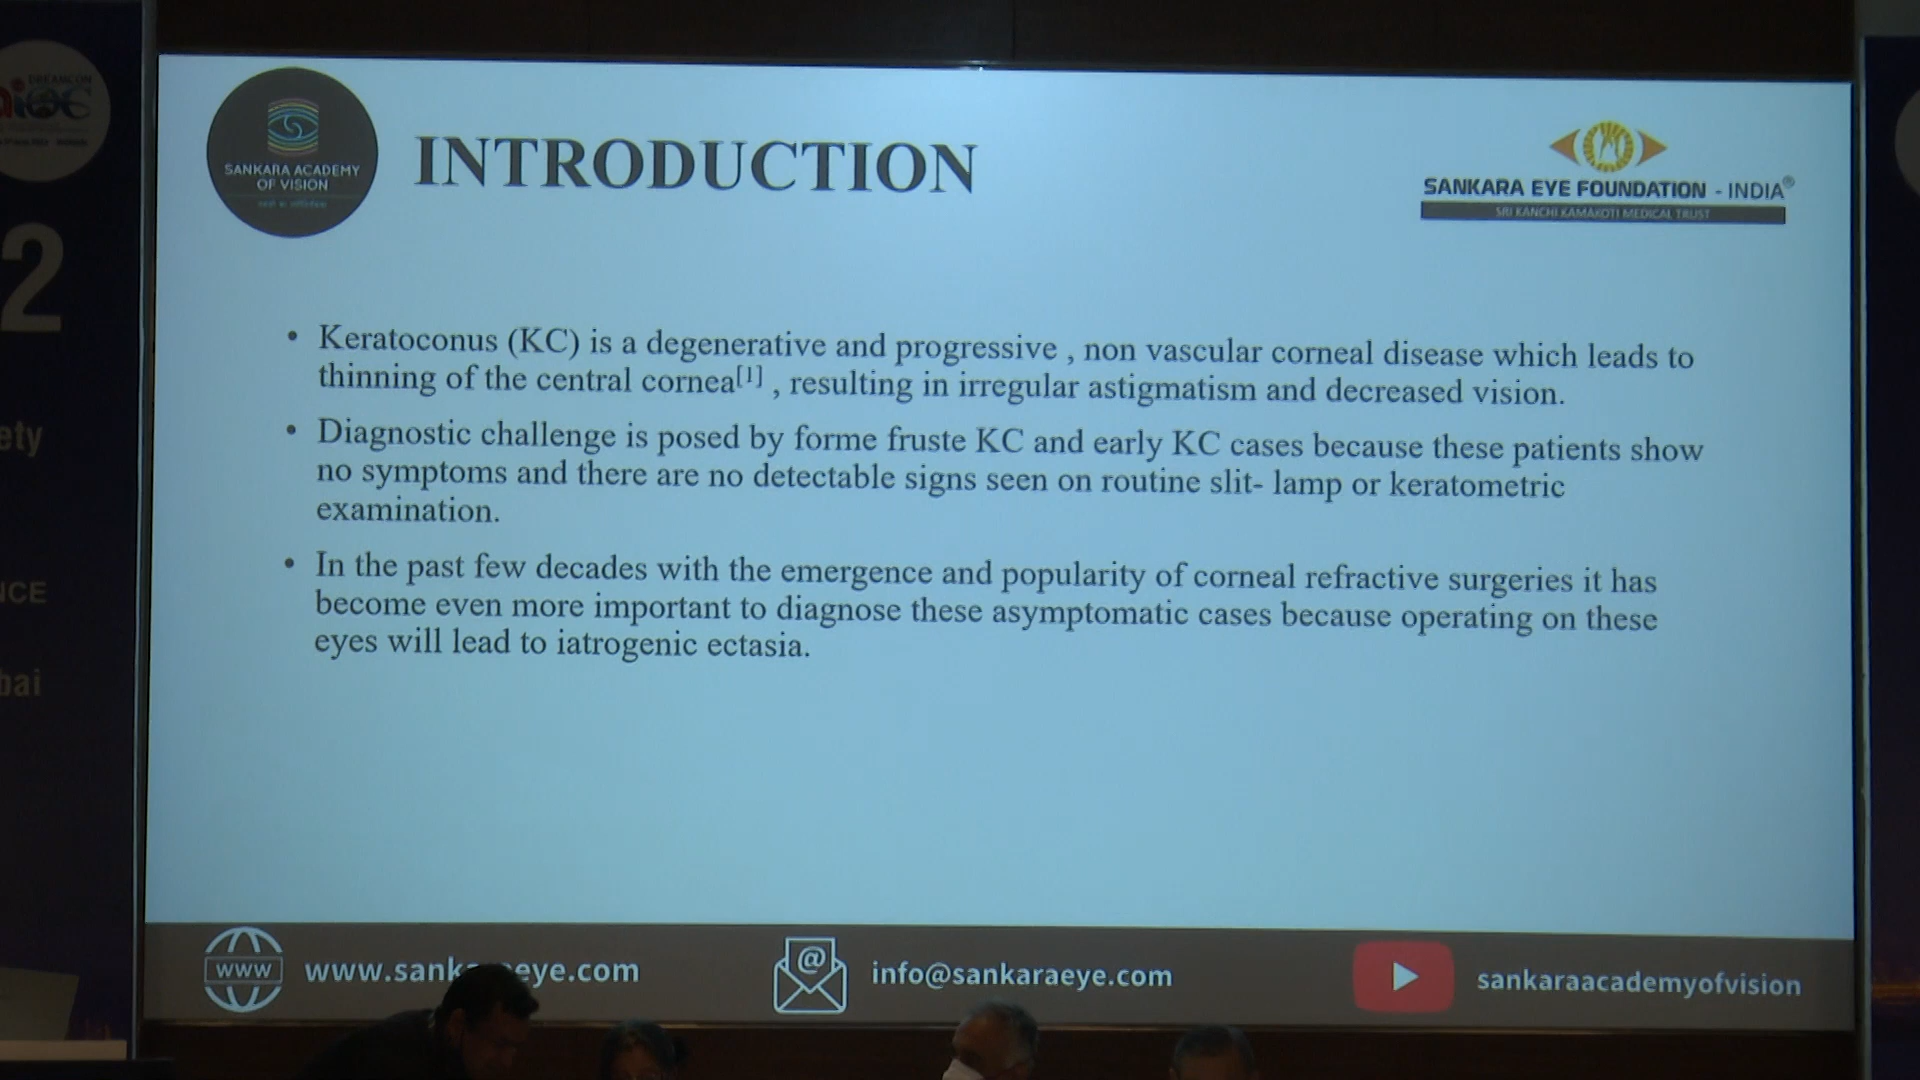 DREAMCON
aioc
2
ety
NCE
bai
SANKARA ACADEMY
OF VISION
INTRODUCTION
SANKARA EYE FOUNDATION - INDIA®
SRI KANCHI KAMAKOTI MEDICAL TRUST
• Keratoconus (KC) is a degenerative and progressive , non vascular corneal disease which leads to
thinning of the central cornea[1] , resulting in irregular astigmatism and decreased vision.
• Diagnostic challenge is posed by forme fruste KC and early KC cases because these patients show
no symptoms and there are no detectable signs seen on routine slit- lamp or keratometric
examination.
• In the past few decades with the emergence and popularity of corneal refractive surgeries it has
become even more important to diagnose these asymptomatic cases because operating on these
eyes will lead to iatrogenic ectasia.
www www.sank eye.com
@ info@sankaraeye.com
sankaraacademyofvision